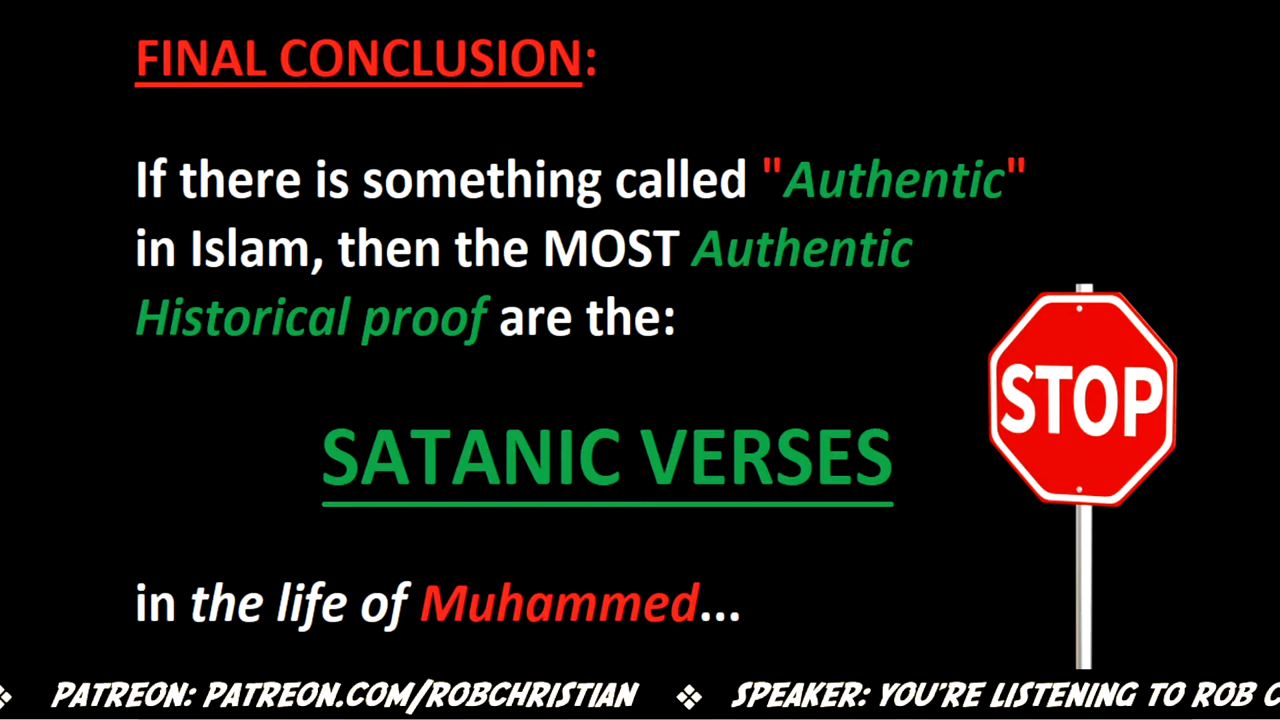 FINAL CONCLUSION:
If there is something called "Authentic"
in Islam, then the MOST Authentic
Historical proof are the:
STOP
SATANIC VERSES
in the life of Muhammed...
❖ PATREON: PATREON.COM/ROBCHRISTIAN ❖ SPEAKER: YOU'RE LISTENING TO ROB C